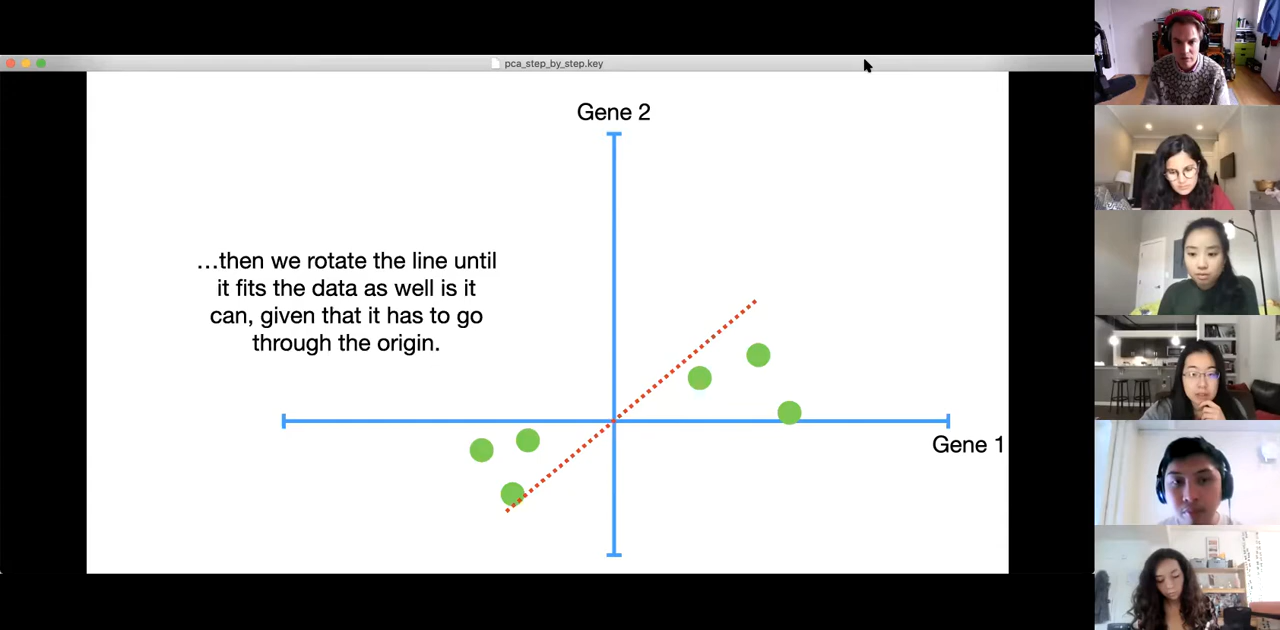 pca_step_by_step.key
Gene 2
…then we rotate the line until
it fits the data as well is it
can, given that it has to go
through the origin.
Gene 1